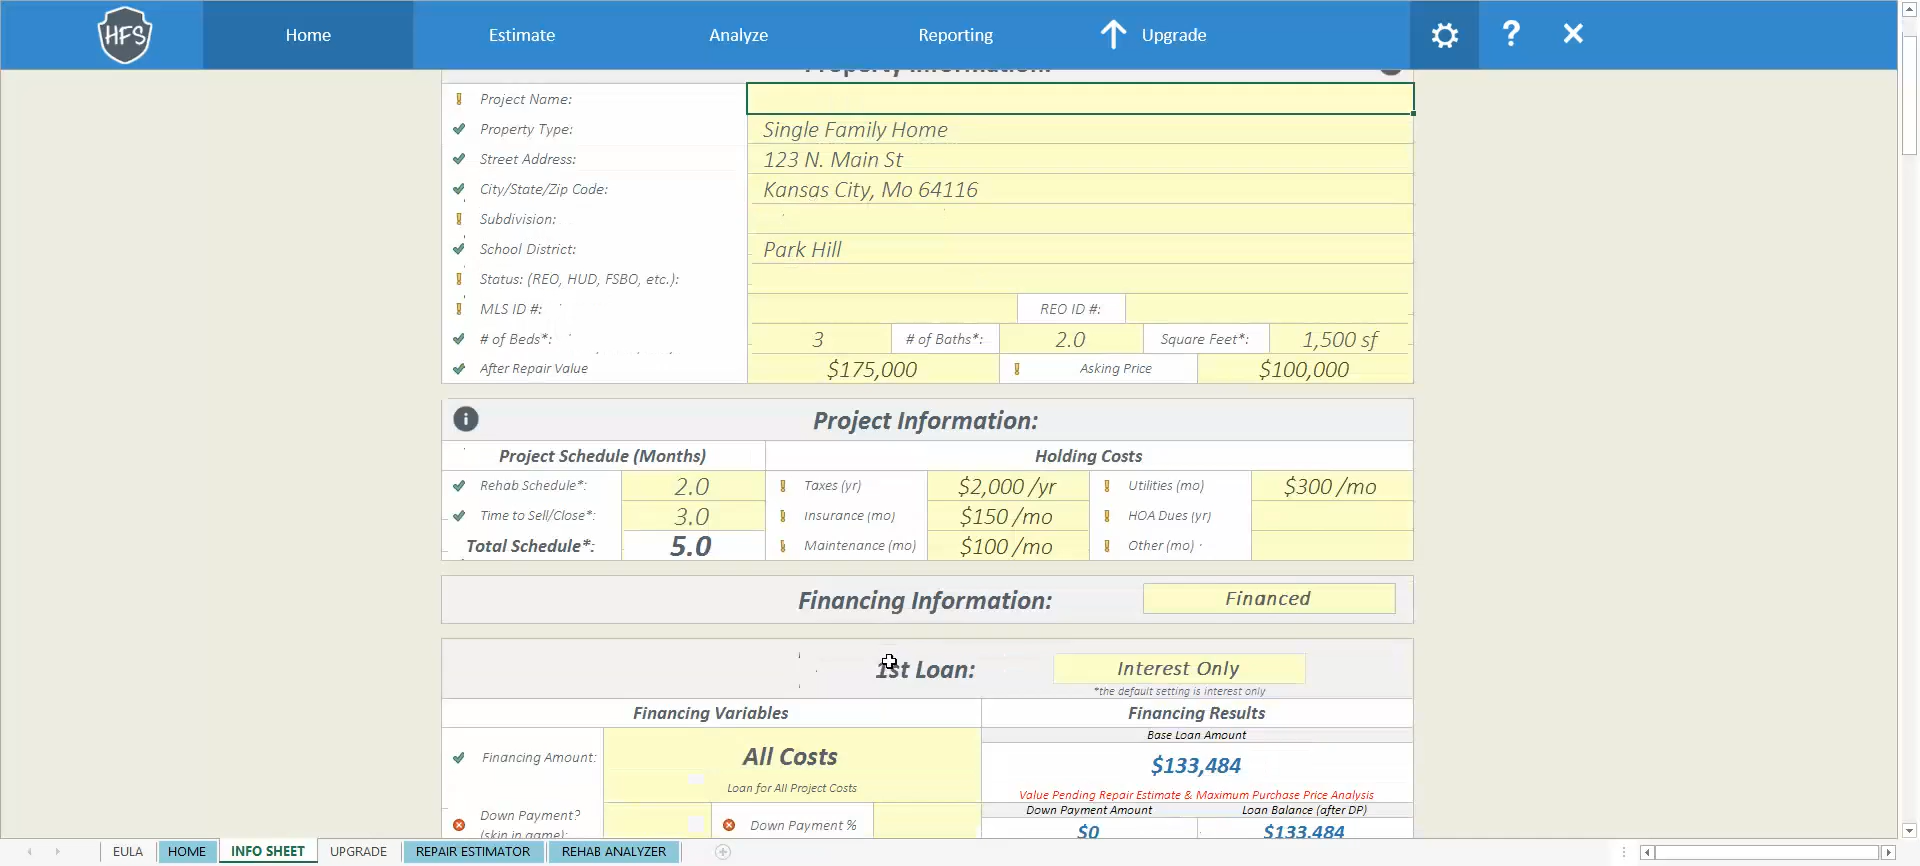 HFS
Home
Estimate
Analyze
Reporting
Upgrade
?
Property Information:
Project Name:
Property Type:
Single Family Home
Street Address:
123 N. Main St
City/State/Zip Code:
Kansas City, Mo 64116
Subdivision:
School District:
Park Hill
Status: (REO, HUD, FSBO, etc.):
MLS ID #:
REO ID #:
# of Beds*:
3
# of Baths*:
2.0
Square Feet*:
1,500 sf
After Repair Value
$175,000
Asking Price
$100,000
Project Information:
Project Schedule (Months)
Holding Costs
Rehab Schedule*:
2.0
Taxes (yr)
$2,000 /yr
Utilities (mo)
$300 /mo
Time to Sell/Close*:
3.0
Insurance (mo)
$150 /mo
HOA Dues (yr)
Total Schedule*:
5.0
Maintenance (mo)
$100 /mo
Other (mo)
Financing Information:
Financed
1st Loan:
Interest Only
*the default setting is interest only
Financing Variables
Financing Results
Base Loan Amount
Financing Amount:
All Costs
Loan for All Project Costs
$133,484
Value Pending Repair Estimate & Maximum Purchase Price Analysis
Down Payment?
(skin in game):
Down Payment %
Down Payment Amount
Loan Balance (after DP)
$0
$133,484
EULA
HOME
INFO SHEET
UPGRADE
REPAIR ESTIMATOR
REHAB ANALYZER